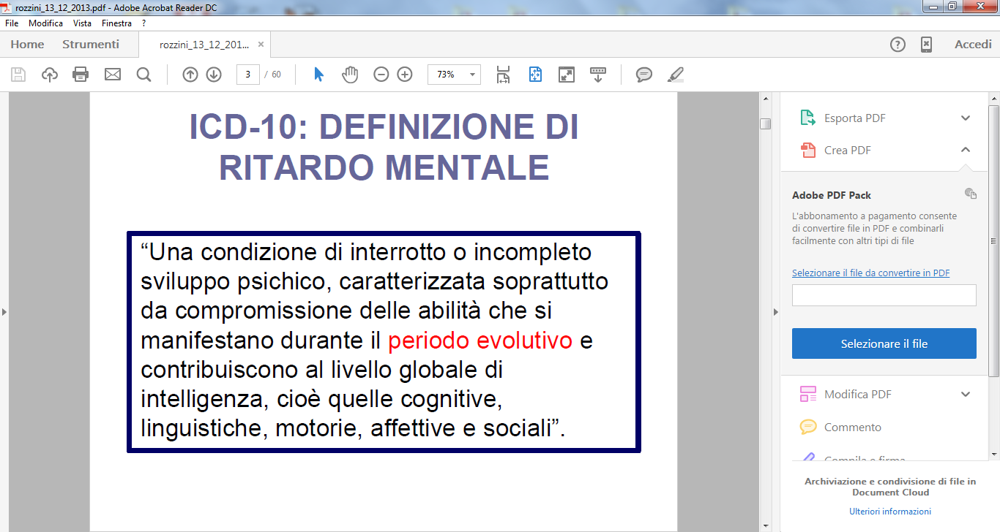 rozzini_13_12_2013.pdf - Adobe Acrobat Reader DC
File Modifica Vista Finestra ?
Home Strumenti rozzini_13_12_201... × Accedi
3 / 60 73%
ICD-10: DEFINIZIONE DI
RITARDO MENTALE
“Una condizione di interrotto o incompleto
sviluppo psichico, caratterizzata soprattutto
da compromissione delle abilità che si
manifestano durante il periodo evolutivo e
contribuiscono al livello globale di
intelligenza, cioè quelle cognitive,
linguistiche, motorie, affettive e sociali”.
Esporta PDF
Crea PDF
Adobe PDF Pack
L'abbonamento a pagamento consente
di convertire file in PDF e combinarli
facilmente con altri tipi di file
Selezionare il file da convertire in PDF
Selezionare il file
Modifica PDF
Commento
Compila e firma
Archiviazione e condivisione di file in
Document Cloud
Ulteriori informazioni